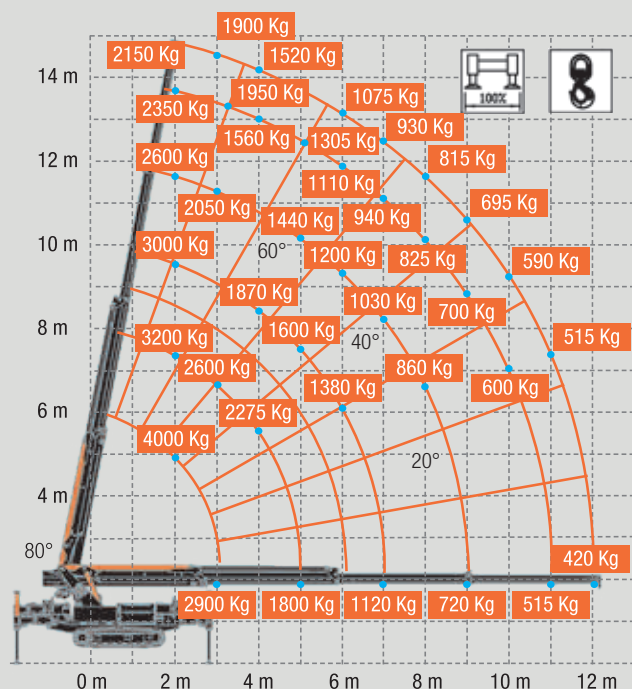 1900 Kg
2150 Kg
1520 Kg
100%
14 m
1950 Kg
1075 Kg
2350 Kg
1560 Kg
1305 Kg
930 Kg
12 m
2600 Kg
815 Kg
1110 Kg
2050 Kg
695 Kg
1440 Kg
940 Kg
10 m
3000 Kg
60°
1200 Kg
825 Kg
590 Kg
1870 Kg
1030 Kg
700 Kg
8 m
3200 Kg
1600 Kg
40°
515 Kg
2600 Kg
860 Kg
1380 Kg
600 Kg
6 m
2275 Kg
4000 Kg
20°
4 m
80°
420 Kg
2 m
2900 Kg
1800 Kg
1120 Kg
720 Kg
515 Kg
0 m
2 m
4 m
6 m
8 m
10 m
12 m